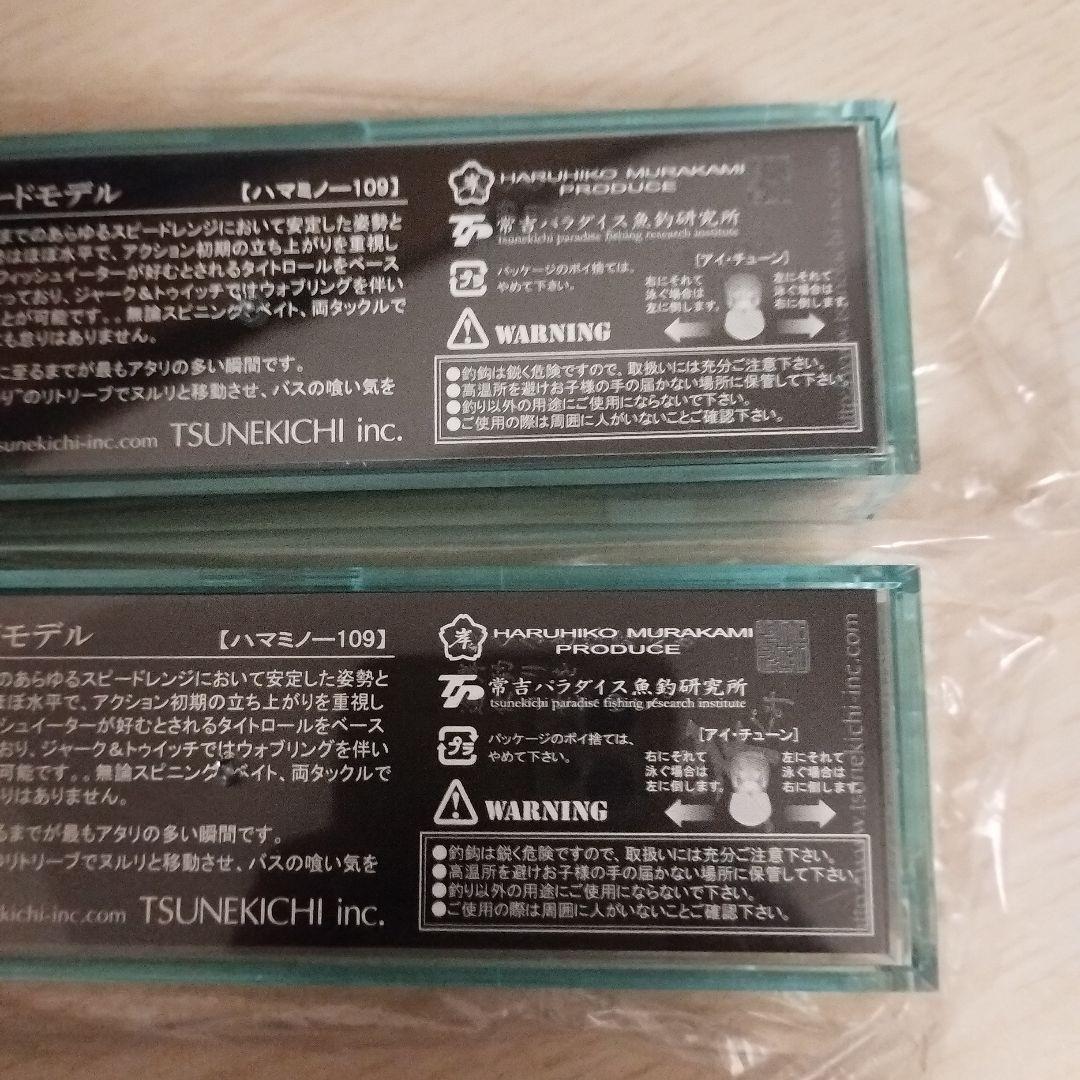 ードモデル 【ハマミノー109】
までのあらゆるスピードレンジにおいて安定した姿勢と
はほぼ水平で、アクション初期の立ち上がりを重視し
フィッシュイーターが好むとされるタイトロールをベース
とっており、ジャーク&トゥイッチではウォブリングを伴い
とが可能です。。無論スピニング、ベイト、両タックルで
も怠りはありません。
に至るまでが最もアタリの多い瞬間です。
り"のリトリーブでヌルリと移動させ、バスの喰い気を
sunekichi-inc.com TSUNEKICHI inc.
HARUHIKO MURAKAMI
PRODUCE
常吉パラダイス魚釣研究所
tsunekichi paradise fishing research institute
プラ
パッケージのポイ捨ては、
やめて下さい。
[アイ・チューン]
右にそれて
泳ぐ場合は
左に倒します。
左にそれて
泳ぐ場合は
右に倒します。
WARNING
●釣鈎は鋭く危険ですので、取扱いには充分ご注意下さい。
●高温所を避けお子様の手の届かない場所に保管して下さい。
●釣り以外の用途にご使用にならないで下さい。
●ご使用の際は周囲に人がいないことご確認下さい。
モデル 【ハマミノー109】
のあらゆるスピードレンジにおいて安定した姿勢と
ほぼ水平で、アクション初期の立ち上がりを重視し
シュイーターが好むとされるタイトロールをベース
おり、ジャーク&トゥイッチではウォブリングを伴い
可能です。。無論スピニング、ベイト、両タックルで
りはありません。
るまでが最もアタリの多い瞬間です。
のリトリーブでヌルリと移動させ、バスの喰い気を
kichi-inc.com TSUNEKICHI inc.
岸
HARUHIKO MURAKAMI
PRODUCE
常吉パラダイス魚釣研究所
tsunekichi paradise fishing research institute
プラ
パッケージのポイ捨ては、
やめて下さい。
[アイ・チューン]
右にそれて
泳ぐ場合は
左に倒します。
左にそれて
泳ぐ場合は
右に倒します。
WARNING
●釣鈎は鋭く危険ですので、取扱いには充分ご注意下さい。
●高温所を避けお子様の手の届かない場所に保管して下さい。
●釣り以外の用途にご使用にならないで下さい。
●ご使用の際は周囲に人がいないことご確認下さい。
http://www.tsunekichi-inc.com